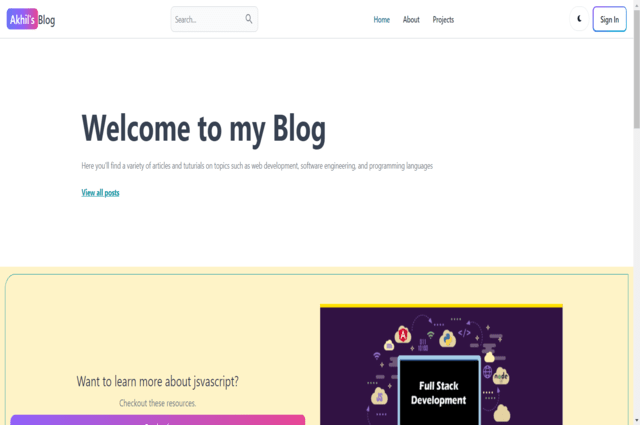 Akhil's Blog
Search...
Home About Projects
Sign In
Welcome to my Blog
Here you'll find a variety of articles and tuturials on topics such as web development, software engineering, and programming languages
View all posts
Want to learn more about jsvascript?
Checkout these resources.
Full Stack
Development